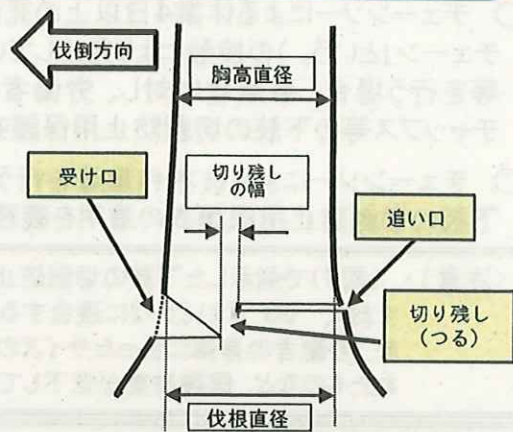 伐倒方向
胸高直径
切り残し
の幅
受け口
追い口
切り残し
(つる)
伐根直径